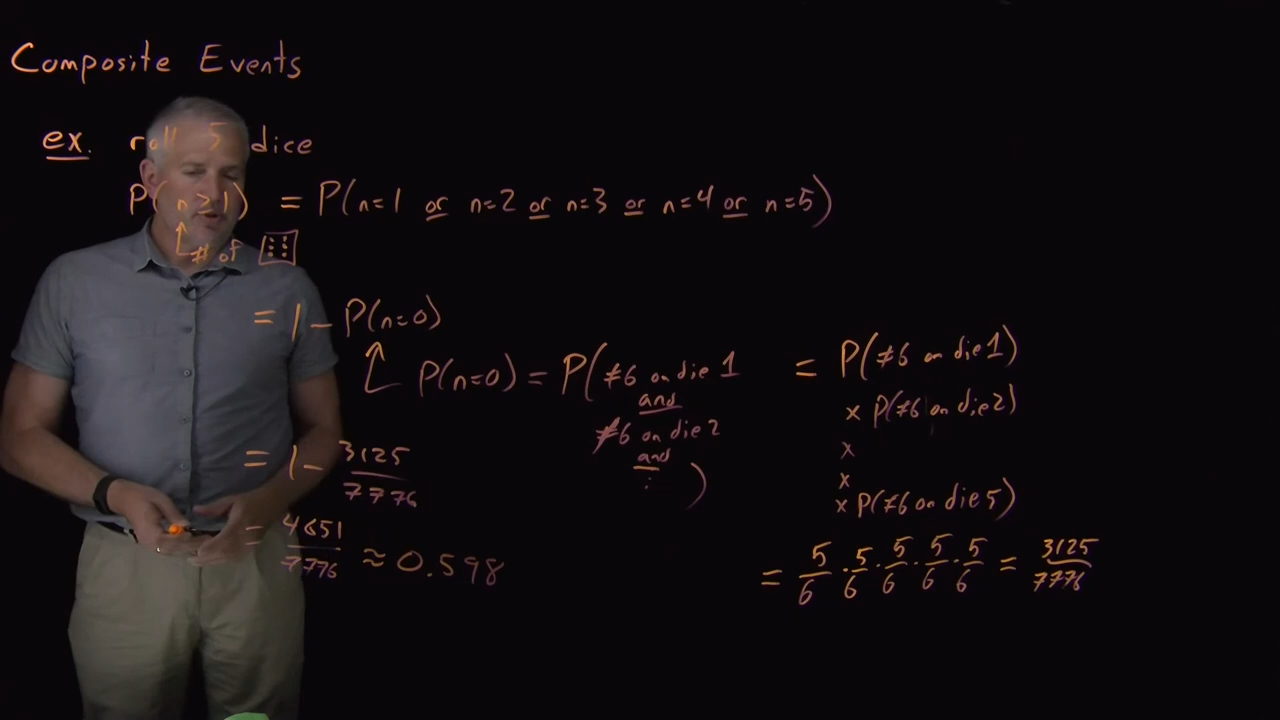 Composite Events
ex. roll 5 dice
P(n≥1) = P(n=1 or n=2 or n=3 or n=4 or n=5)
# of
= 1 - P(n=0)
P(n=0) = P(≠6 on die 1
and
≠6 on die 2
and
⋮ )
= P(≠6 on die 1)
x P(≠6 on die 2)
x
x
x P(≠6 on die 5)
= 5/6 · 5/6 · 5/6 · 5/6 · 5/6 = 3125/7776
= 1 - 3125/7776
= 4651/7776 ≈ 0.598